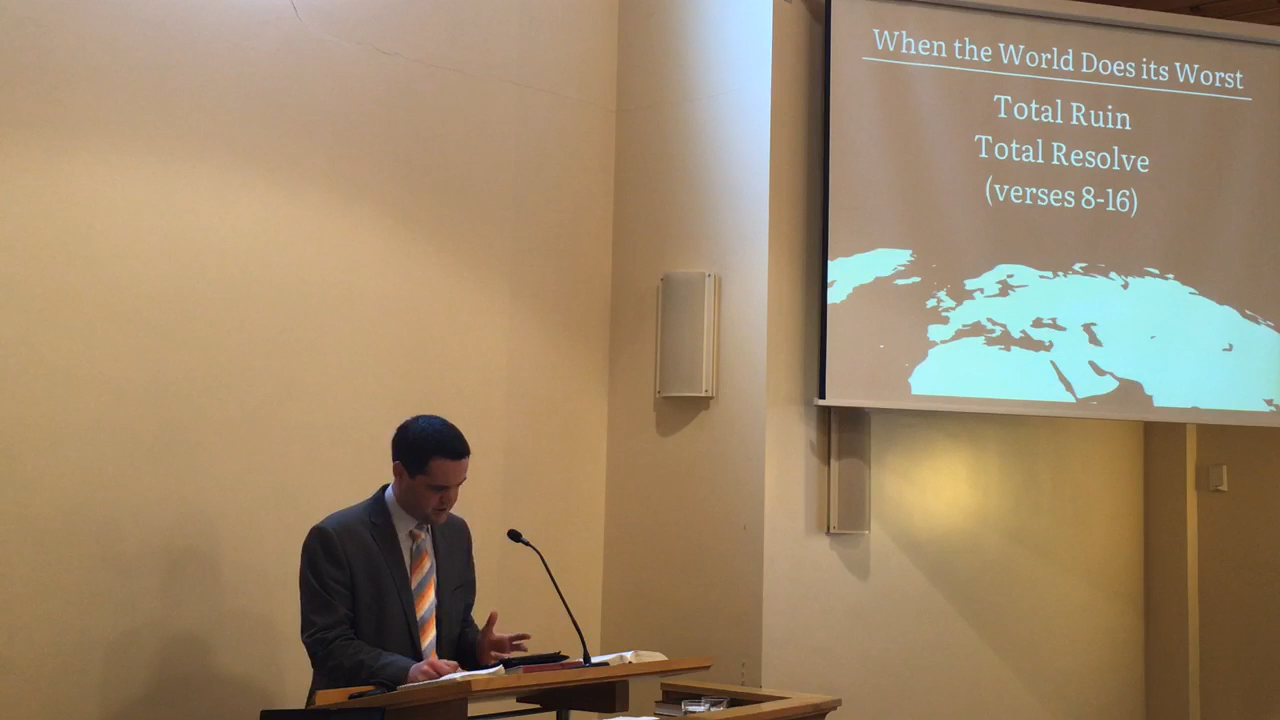 When the World Does its Worst
Total Ruin
Total Resolve
(verses 8-16)